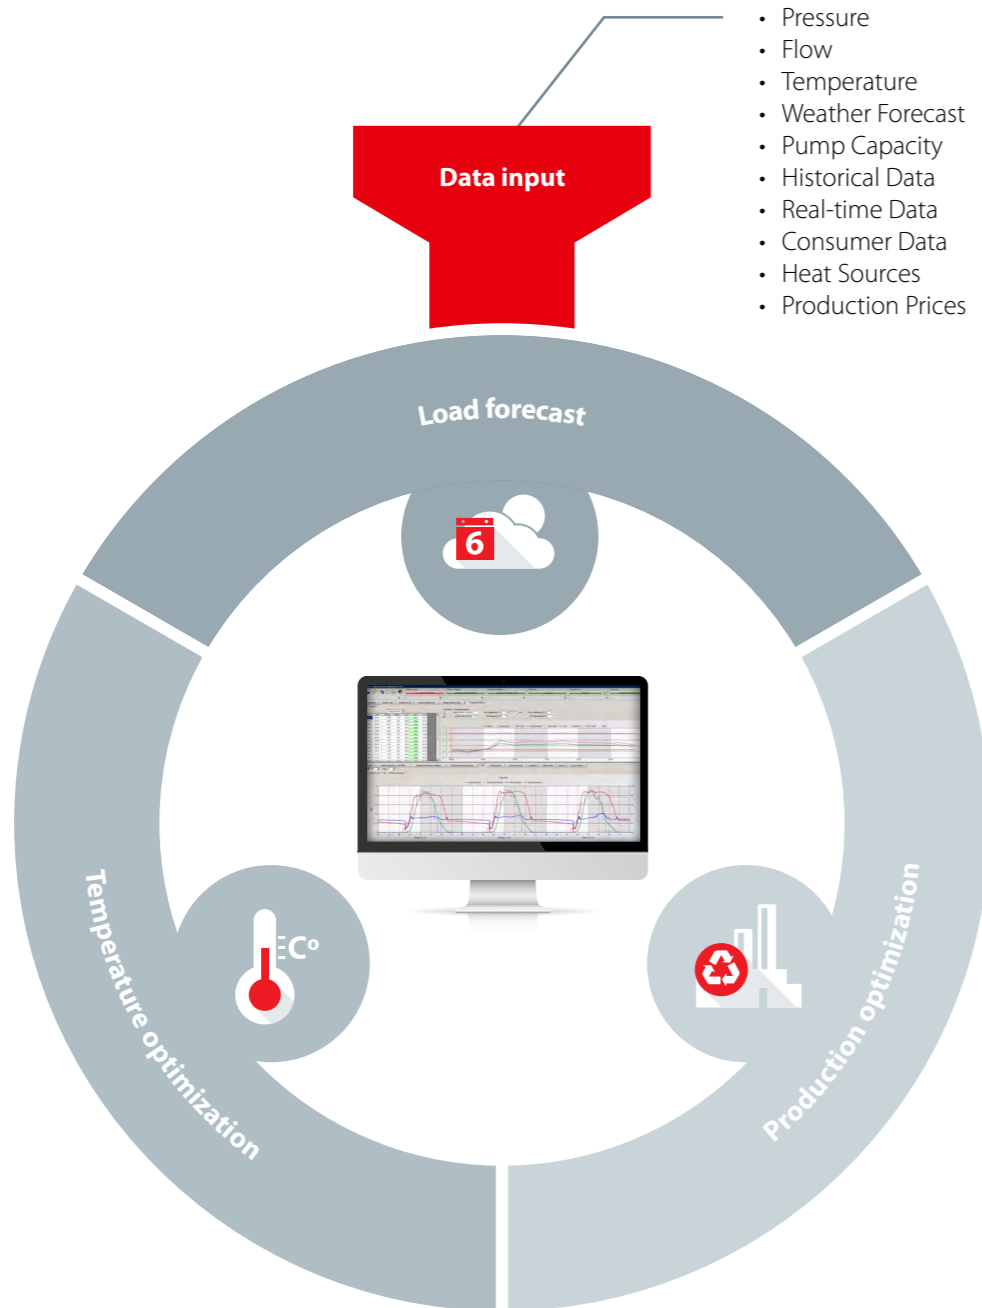 • Pressure
• Flow
• Temperature
• Weather Forecast
• Pump Capacity
• Historical Data
• Real-time Data
• Consumer Data
• Heat Sources
• Production Prices
Data input
Load forecast
6
Temperature optimization
Cº
Production optimization